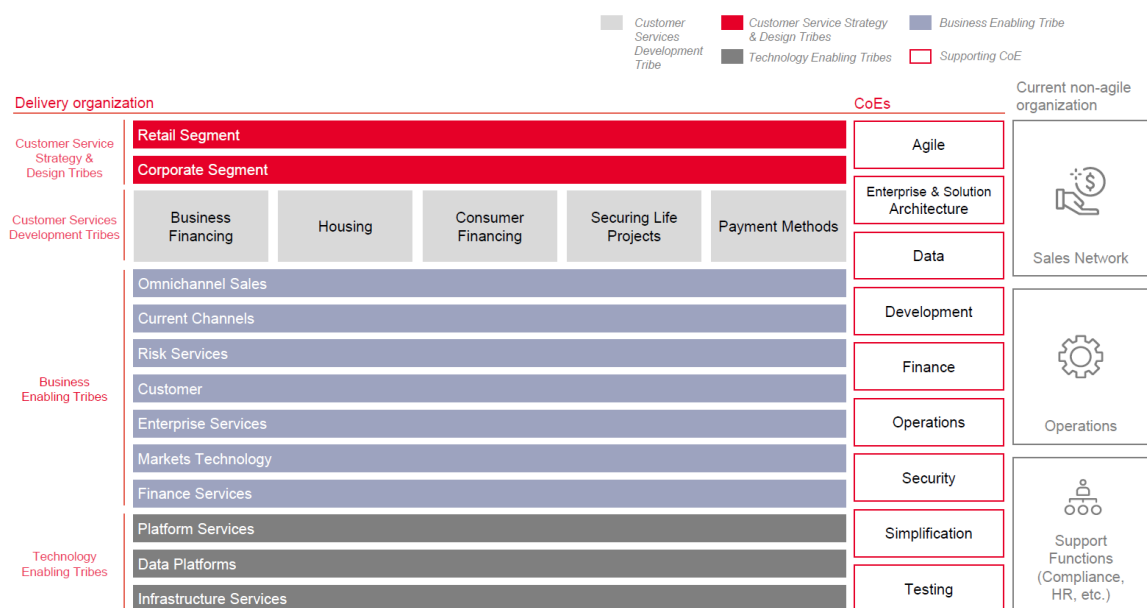 Customer
Services
Development
Tribe
Customer Service Strategy
& Design Tribes
Technology Enabling Tribes
Business Enabling Tribe
Supporting CoE
Delivery organization
CoEs
Current non-agile
organization
Customer Service
Strategy &
Design Tribes
Retail Segment
Corporate Segment
Customer Services
Development Tribes
Business
Financing
Housing
Consumer
Financing
Securing Life
Projects
Payment Methods
Business
Enabling Tribes
Omnichannel Sales
Current Channels
Risk Services
Customer
Enterprise Services
Markets Technology
Finance Services
Technology
Enabling Tribes
Platform Services
Data Platforms
Infrastructure Services
Agile
Enterprise & Solution
Architecture
Data
Development
Finance
Operations
Security
Simplification
Testing
$
Sales Network
Operations
Support
Functions
(Compliance,
HR, etc.)